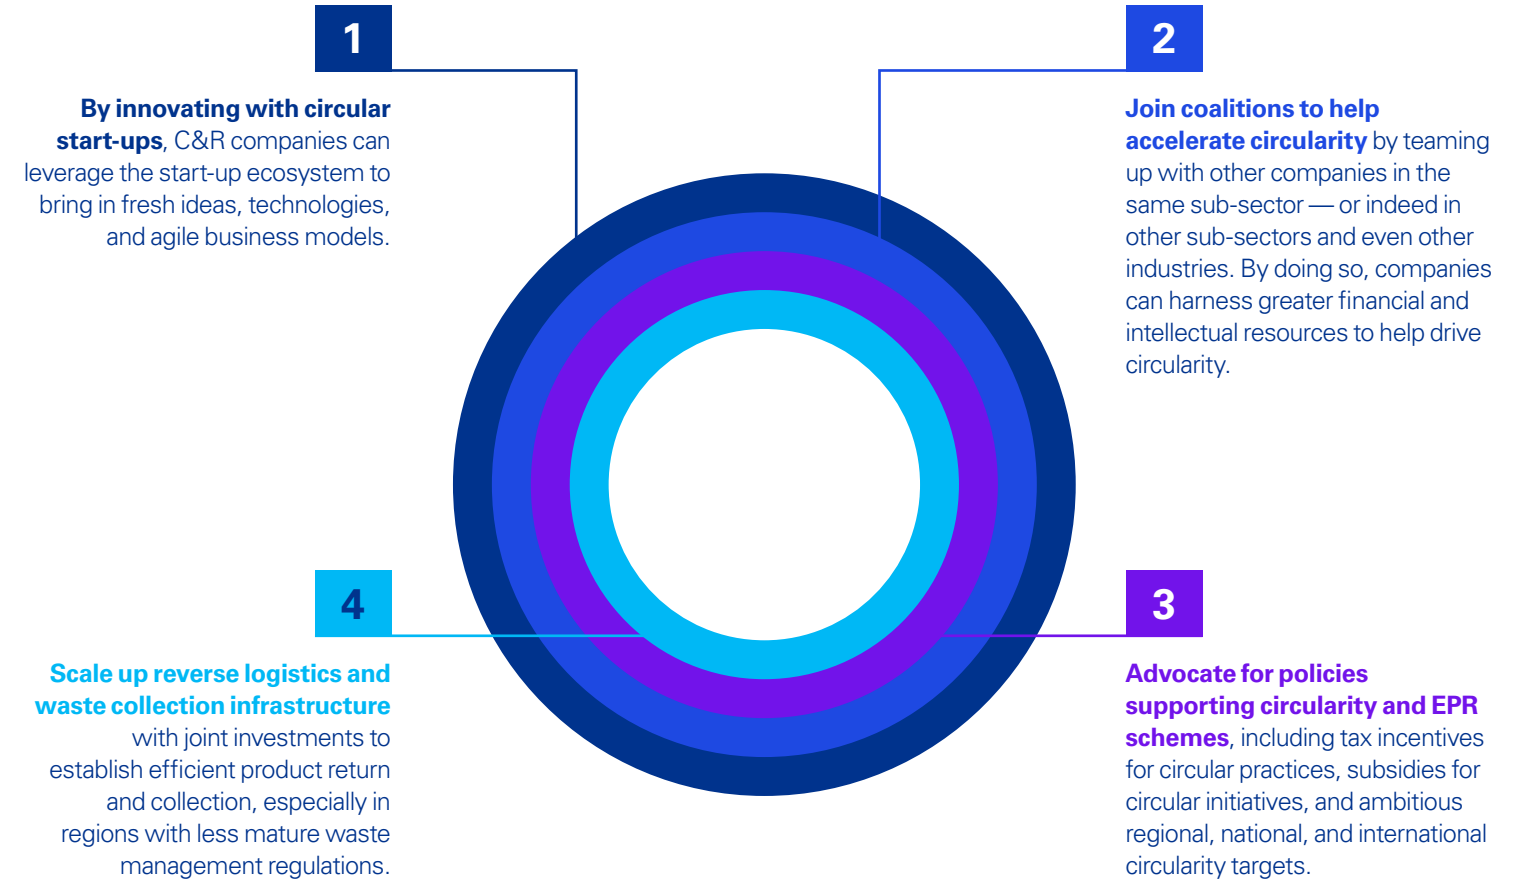 1
By innovating with circular
start-ups, C&R companies can
leverage the start-up ecosystem to
bring in fresh ideas, technologies,
and agile business models.
2
Join coalitions to help
accelerate circularity by teaming
up with other companies in the
same sub-sector — or indeed in
other sub-sectors and even other
industries. By doing so, companies
can harness greater financial and
intellectual resources to help drive
circularity.
3
Advocate for policies
supporting circularity and EPR
schemes, including tax incentives
for circular practices, subsidies for
circular initiatives, and ambitious
regional, national, and international
circularity targets.
4
Scale up reverse logistics and
waste collection infrastructure
with joint investments to
establish efficient product return
and collection, especially in
regions with less mature waste
management regulations.